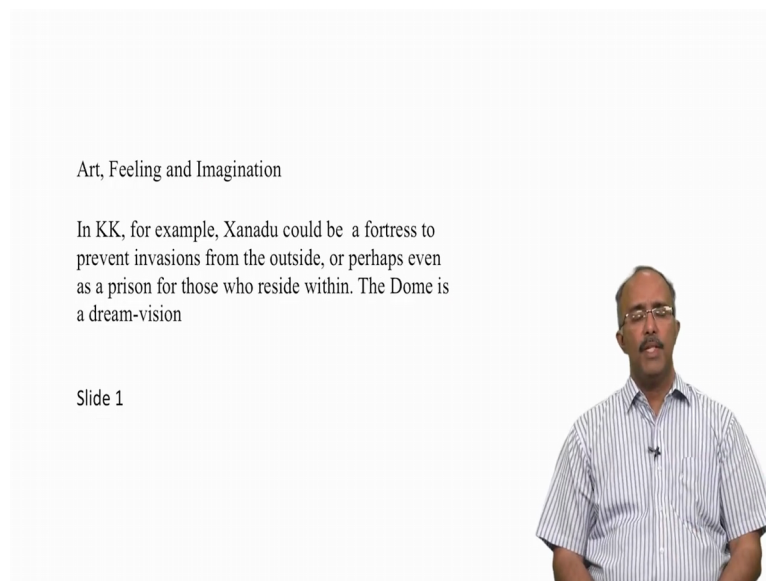 Art, Feeling and Imagination
In KK, for example, Xanadu could be  a fortress to
prevent invasions from the outside, or perhaps even
as a prison for those who reside within. The Dome is
a dream-vision
Slide 1